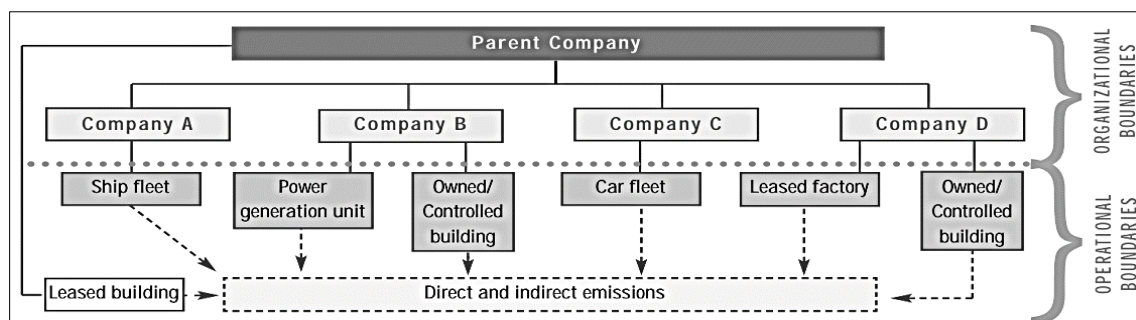 Parent Company
Company A
Company B
Company C
Company D
Ship fleet
Power
generation unit
Owned/
Controlled
building
Car fleet
Leased factory
Owned/
Controlled
building
Leased building
Direct and indirect emissions
ORGANIZATIONAL
BOUNDARIES
OPERATIONAL
BOUNDARIES